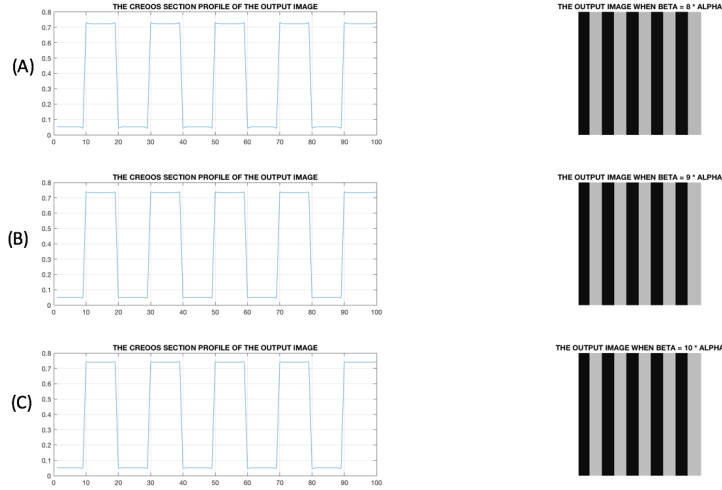 THE CREOOS SECTION PROFILE OF THE OUTPUT IMAGE
THE OUTPUT IMAGE WHEN BETA = 8 * ALPHA
(A)
0.8
0.7
0.6
0.5
0.4
0.3
0.2
0.1
0
0 10 20 30 40 50 60 70 80 90 100
THE CREOOS SECTION PROFILE OF THE OUTPUT IMAGE
THE OUTPUT IMAGE WHEN BETA = 9 * ALPHA
(B)
0.8
0.7
0.6
0.5
0.4
0.3
0.2
0.1
0
0 10 20 30 40 50 60 70 80 90 100
THE CREOOS SECTION PROFILE OF THE OUTPUT IMAGE
THE OUTPUT IMAGE WHEN BETA = 10 * ALPHA
(C)
0.8
0.7
0.6
0.5
0.4
0.3
0.2
0.1
0
0 10 20 30 40 50 60 70 80 90 100